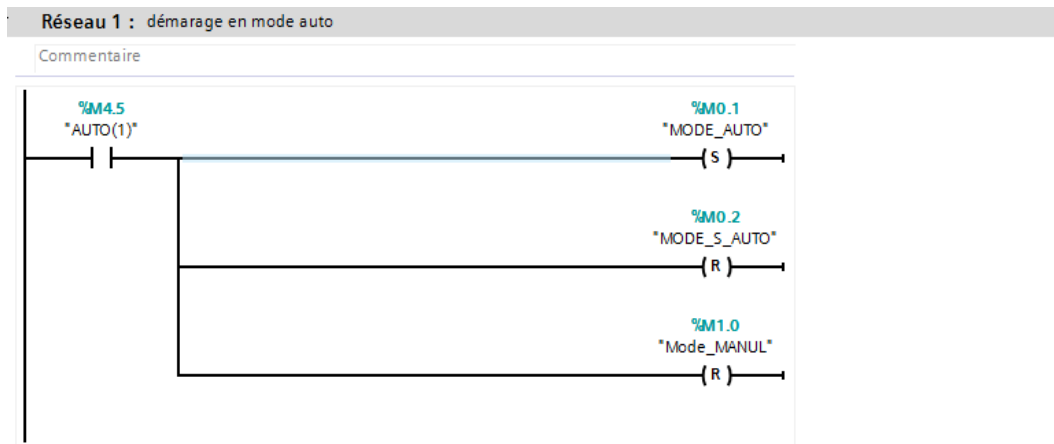 Réseau 1 : démarage en mode auto
Commentaire
%M4.5
"AUTO(1)"
%M0.1
"MODE_AUTO"
S
%M0.2
"MODE_S_AUTO"
R
%M1.0
"Mode_MANUL"
R